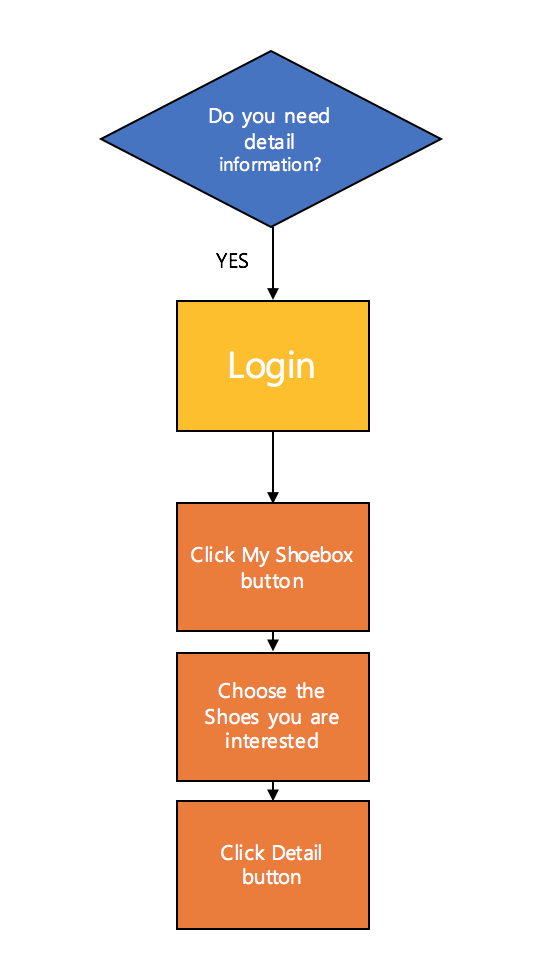 Do you need
detail
information?
YES
Login
Click My Shoebox
button
Choose the
Shoes you are
interested
Click Detail
button